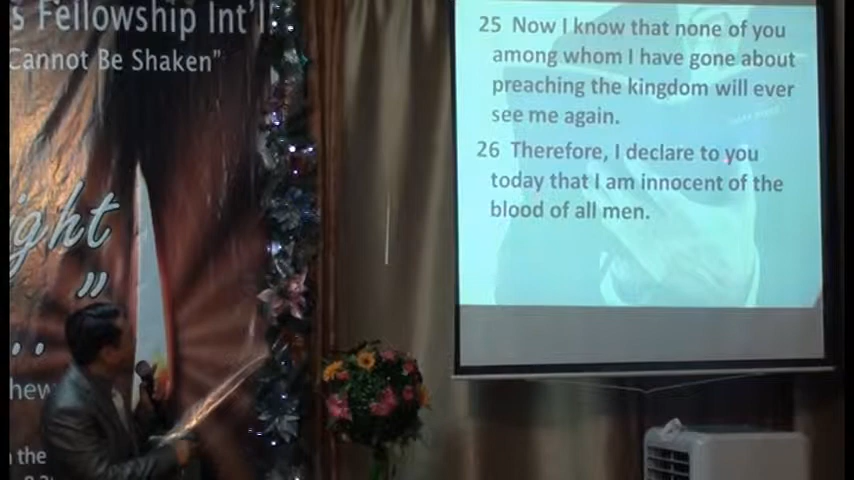 s Fellowship Int'l.
Cannot Be Shaken"
ght
"
..
hew
n the
25 Now I know that none of you
among whom I have gone about
preaching the kingdom will ever
see me again.
26 Therefore, I declare to you
today that I am innocent of the
blood of all men.